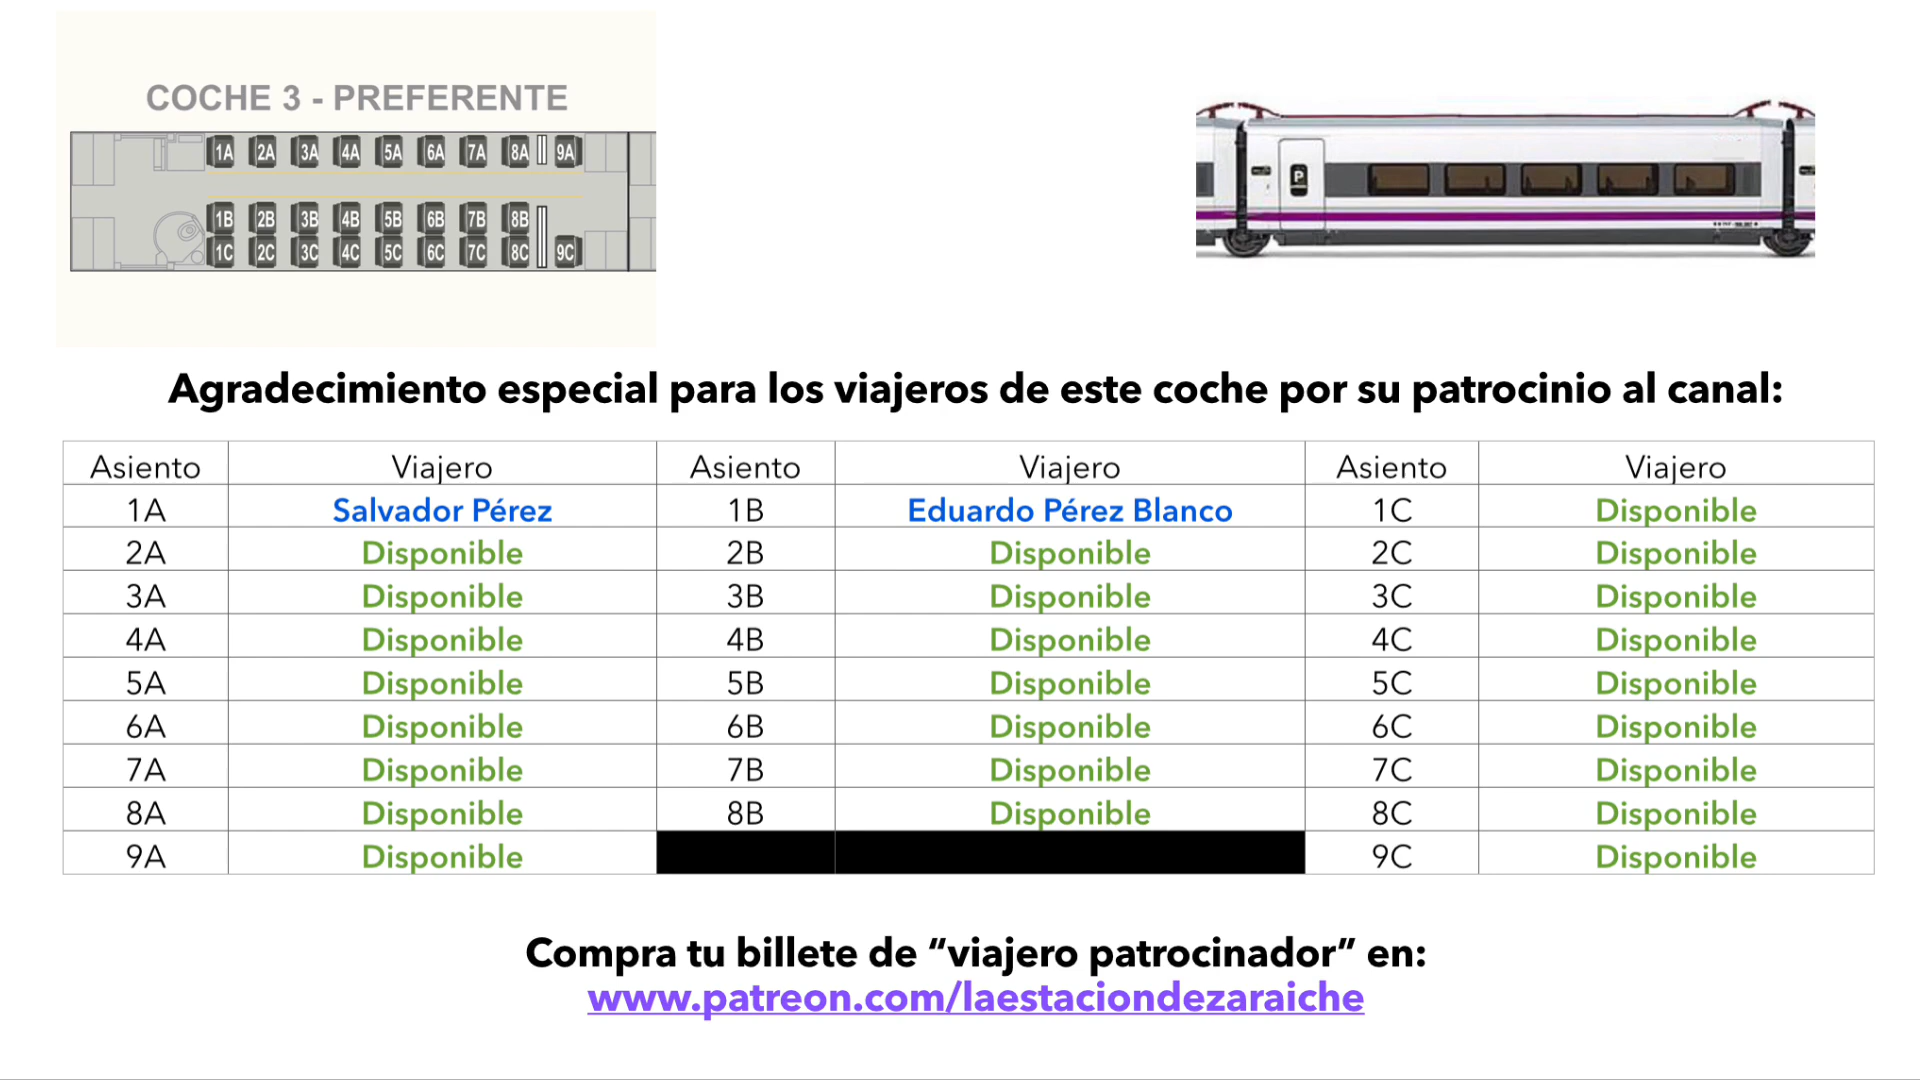 COCHE 3 - PREFERENTE
1A 2A 3A 4A 5A 6A 7A 8A 9A
1B 2B 3B 4B 5B 6B 7B 8B
1C 2C 3C 4C 5C 6C 7C 8C 9C
P
Agradecimiento especial para los viajeros de este coche por su patrocinio al canal:
Asiento Viajero Asiento Viajero Asiento Viajero
1A Salvador Pérez 1B Eduardo Pérez Blanco 1C Disponible
2A Disponible 2B Disponible 2C Disponible
3A Disponible 3B Disponible 3C Disponible
4A Disponible 4B Disponible 4C Disponible
5A Disponible 5B Disponible 5C Disponible
6A Disponible 6B Disponible 6C Disponible
7A Disponible 7B Disponible 7C Disponible
8A Disponible 8B Disponible 8C Disponible
9A Disponible 9C Disponible
Compra tu billete de “viajero patrocinador” en:
www.patreon.com/laestaciondezaraiche